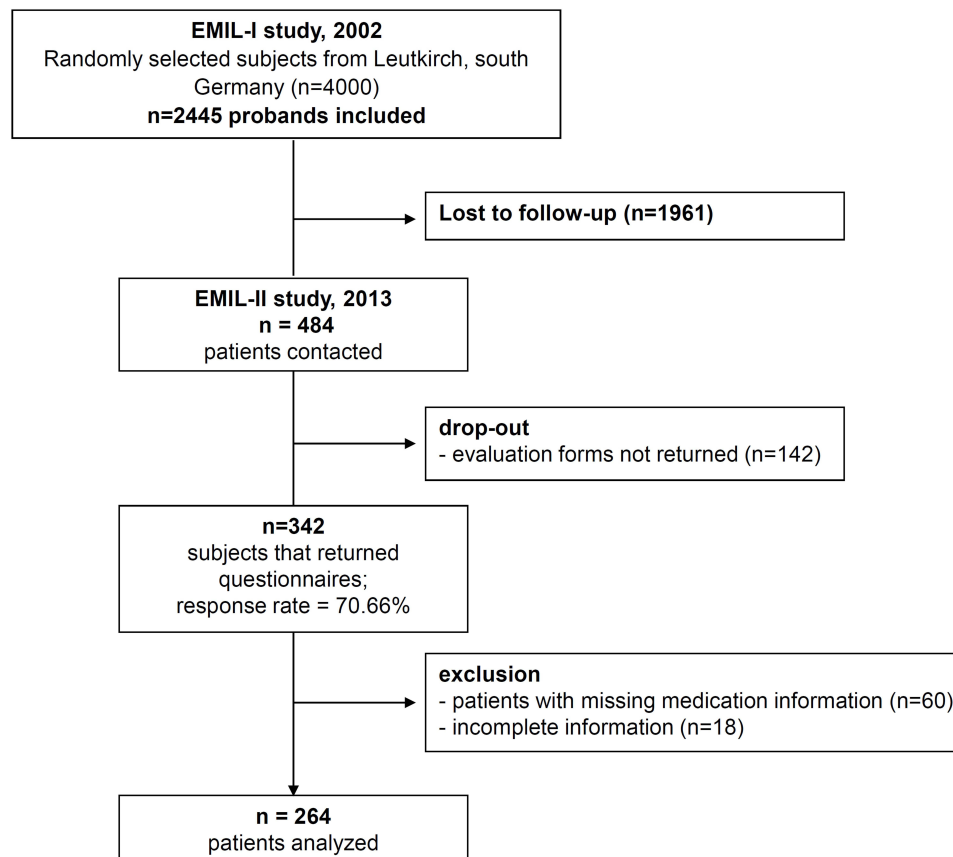 EMIL-I study, 2002
Randomly selected subjects from Leutkirch, south
Germany (n=4000)
n=2445 probands included
Lost to follow-up (n=1961)
EMIL-II study, 2013
n = 484
patients contacted
drop-out
- evaluation forms not returned (n=142)
n=342
subjects that returned
questionnaires;
response rate = 70.66%
exclusion
- patients with missing medication information (n=60)
- incomplete information (n=18)
n = 264
patients analyzed